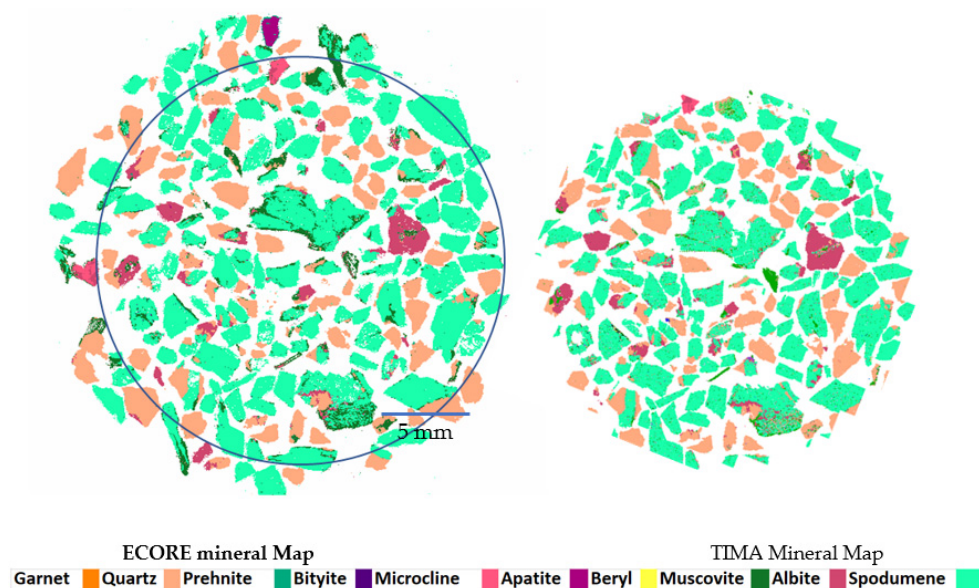 5 mm
ECORE mineral Map TIMA Mineral Map
Garnet Quartz Prehnite Bityite Microcline Apatite Beryl Muscovite Albite Spodumene